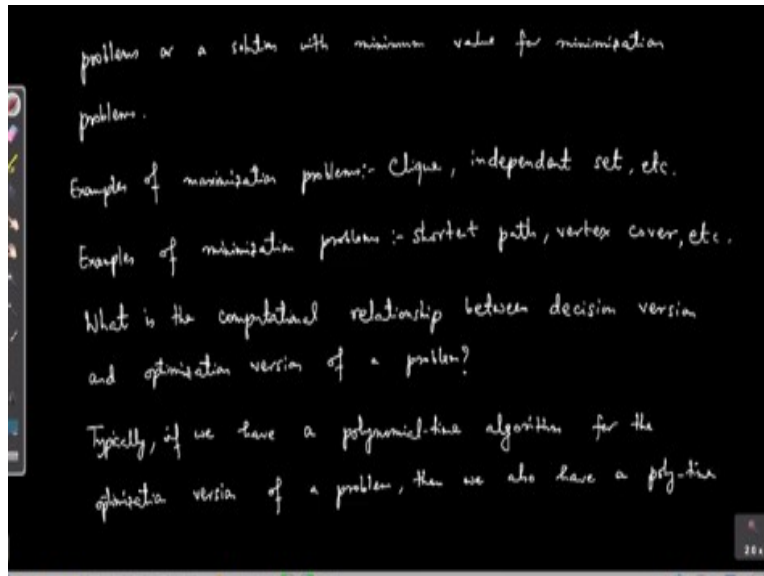 problems or a solution with minimum value for minimization
problems.
Examples of maximization problems:- Clique, independent set, etc.
Examples of minimization problems :- shortest path, vertex cover, etc.
What is the computational relationship between decision version
and optimization version of a problem?
Typically, if we have a polynomial-time algorithm for the
optimization version of a problem, then we also have a poly-time
20x